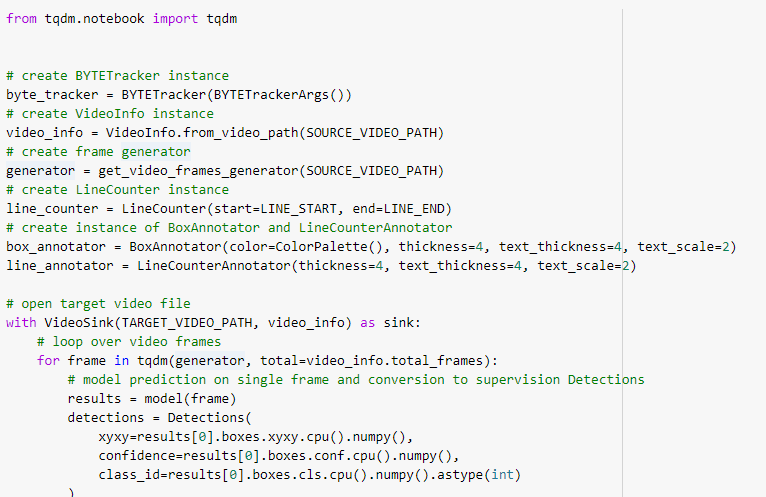 from tqdm.notebook import tqdm
# create BYTETracker instance
byte_tracker = BYTETracker(BYTETrackerArgs())
# create VideoInfo instance
video_info = VideoInfo.from_video_path(SOURCE_VIDEO_PATH)
# create frame generator
generator = get_video_frames_generator(SOURCE_VIDEO_PATH)
# create LineCounter instance
line_counter = LineCounter(start=LINE_START, end=LINE_END)
# create instance of BoxAnnotator and LineCounterAnnotator
box_annotator = BoxAnnotator(color=ColorPalette(), thickness=4, text_thickness=4, text_scale=2)
line_annotator = LineCounterAnnotator(thickness=4, text_thickness=4, text_scale=2)
# open target video file
with VideoSink(TARGET_VIDEO_PATH, video_info) as sink:
    # loop over video frames
    for frame in tqdm(generator, total=video_info.total_frames):
        # model prediction on single frame and conversion to supervision Detections
        results = model(frame)
        detections = Detections(
            xyxy=results[0].boxes.xyxy.cpu().numpy(),
            confidence=results[0].boxes.conf.cpu().numpy(),
            class_id=results[0].boxes.cls.cpu().numpy().astype(int)
        )